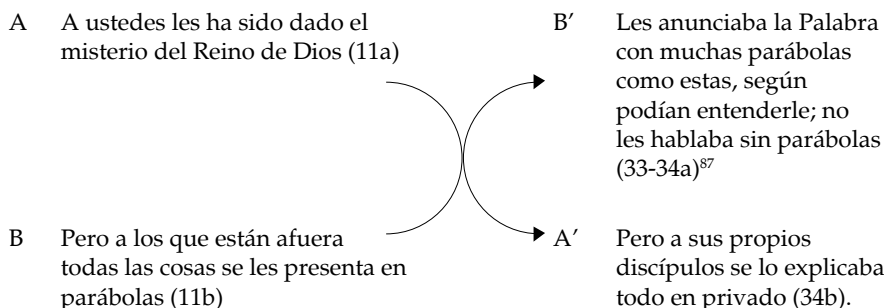 A A ustedes les ha sido dado el
misterio del Reino de Dios (11a)
B Pero a los que están afuera
todas las cosas se les presenta en
parábolas (11b)
B′ Les anunciaba la Palabra
con muchas parábolas
como estas, según
podían entenderle; no
les hablaba sin parábolas
(33-34a)87
A′ Pero a sus propios
discípulos se lo explicaba
todo en privado (34b).